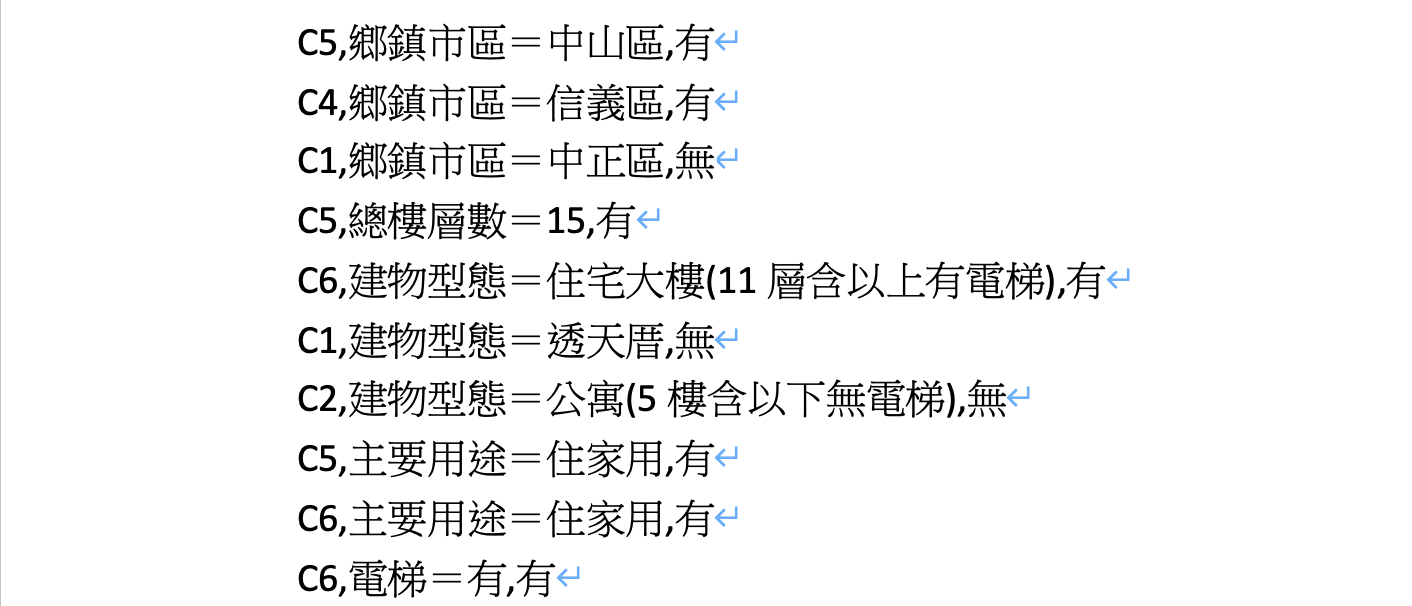 C5,鄉鎮市區＝中山區,有↵
C4,鄉鎮市區＝信義區,有↵
C1,鄉鎮市區＝中正區,無↵
C5,總樓層數＝15,有↵
C6,建物型態＝住宅大樓(11 層含以上有電梯),有↵
C1,建物型態＝透天厝,無↵
C2,建物型態＝公寓(5 樓含以下無電梯),無↵
C5,主要用途＝住家用,有↵
C6,主要用途＝住家用,有↵
C6,電梯＝有,有↵